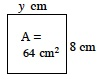 y cm
A =
64 cm²
8 cm